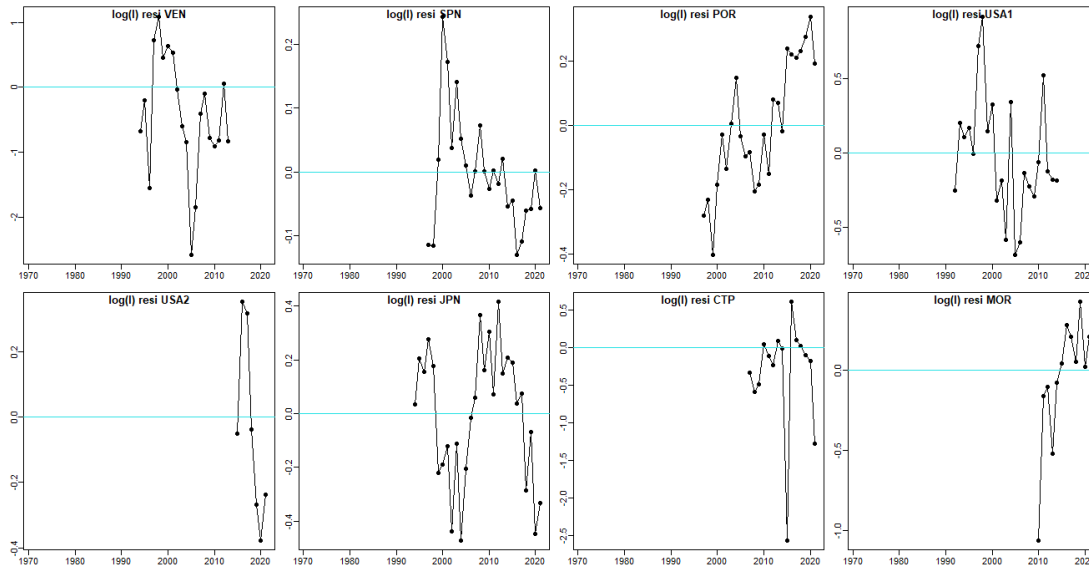 log(I) resi VEN
1
0
-1
-2
1970 1980 1990 2000 2010 2020
log(I) resi SPN
0.2
0.1
0.0
-0.1
1970 1980 1990 2000 2010 2020
log(I) resi POR
0.2
0.0
-0.2
-0.4
1970 1980 1990 2000 2010 2020
log(I) resi USA1
0.5
0.0
-0.5
1970 1980 1990 2000 2010 2020
log(I) resi USA2
0.2
0.0
-0.2
-0.4
1970 1980 1990 2000 2010 2020
log(I) resi JPN
0.4
0.2
0.0
-0.2
-0.4
1970 1980 1990 2000 2010 2020
log(I) resi CTP
0.5
0.0
-0.5
-1.0
-1.5
-2.0
-2.5
1970 1980 1990 2000 2010 2020
log(I) resi MOR
0.0
-0.5
-1.0
1970 1980 1990 2000 2010 2020